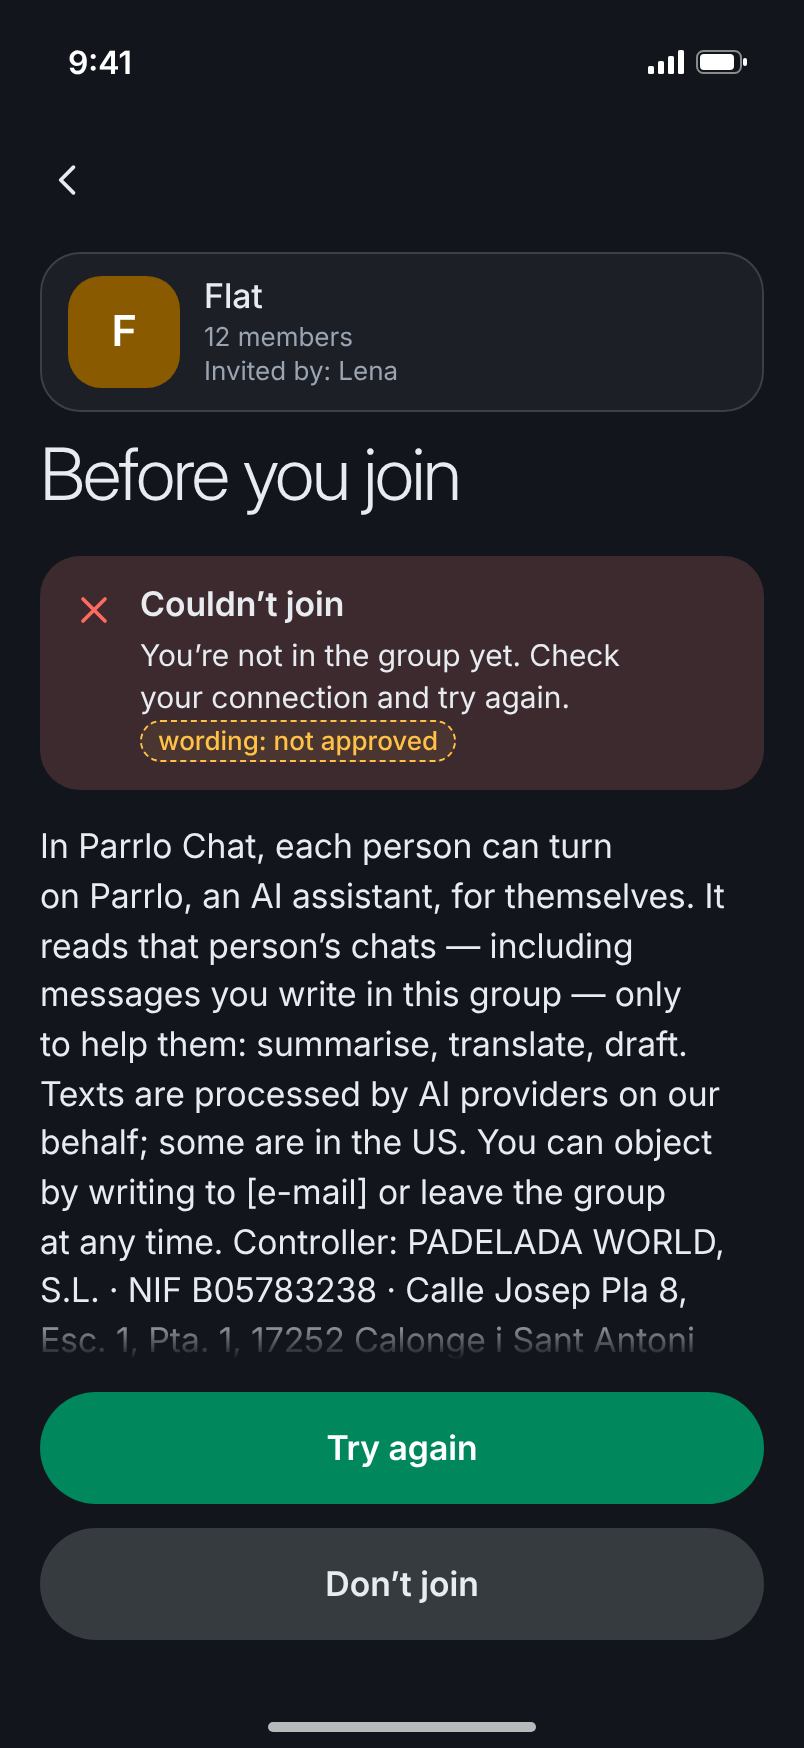 9:41
F
Flat
12 members
Invited by: Lena
Before you join
Couldn’t join
You’re not in the group yet. Check
your connection and try again.
wording: not approved
In Parrlo Chat, each person can turn
on Parrlo, an AI assistant, for themselves. It
reads that person’s chats — including
messages you write in this group — only
to help them: summarise, translate, draft.
Texts are processed by AI providers on our
behalf; some are in the US. You can object
by writing to [e-mail] or leave the group
at any time. Controller: PADELADA WORLD,
S.L. · NIF B05783238 · Calle Josep Pla 8,
Esc. 1, Pta. 1, 17252 Calonge i Sant Antoni
Try again
Don’t join